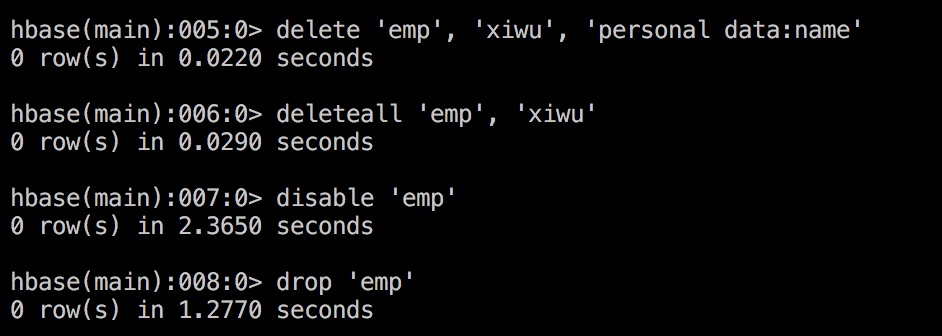 hbase(main):005:0> delete 'emp', 'xiwu', 'personal data:name'
0 row(s) in 0.0220 seconds
hbase(main):006:0> deleteall 'emp', 'xiwu'
0 row(s) in 0.0290 seconds
hbase(main):007:0> disable 'emp'
0 row(s) in 2.3650 seconds
hbase(main):008:0> drop 'emp'
0 row(s) in 1.2770 seconds